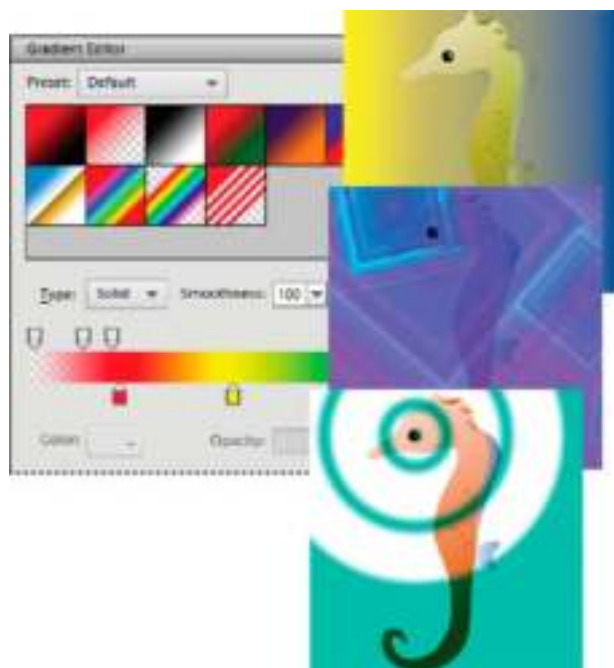 Gradient Editor
Preset: Default
Type: Solid Smoothness: 100
Color: Opacity: